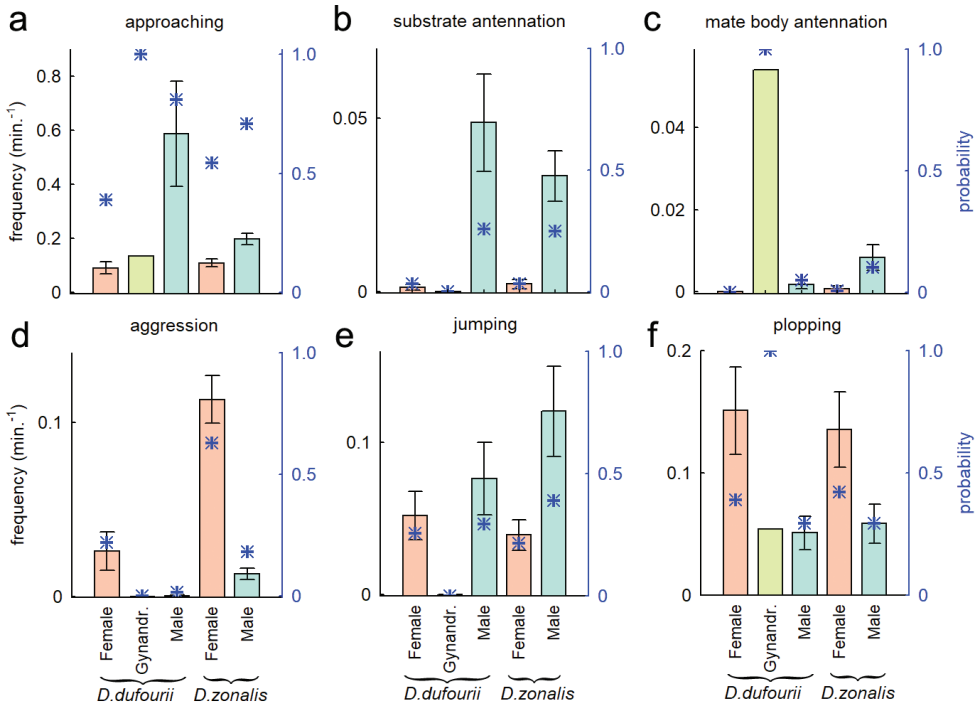 a approaching
b substrate antennation
c mate body antennation
frequency (min.⁻¹)
0.8
0.6
0.4
0.2
0
1.0
0.5
0
0.05
0
1.0
0.5
0
0.04
0.02
0
1.0
0.5
0
probability
d aggression
e jumping
f plopping
frequency (min.⁻¹)
0.1
0
1.0
0.5
0
0.1
0
1.0
0.5
0
0.2
0.1
0
1.0
0.5
0
probability
Female Gynandr. Male Female Male
D.dufourii D.zonalis
Female Gynandr. Male Female Male
D.dufourii D.zonalis
Female Gynandr. Male Female Male
D.dufourii D.zonalis